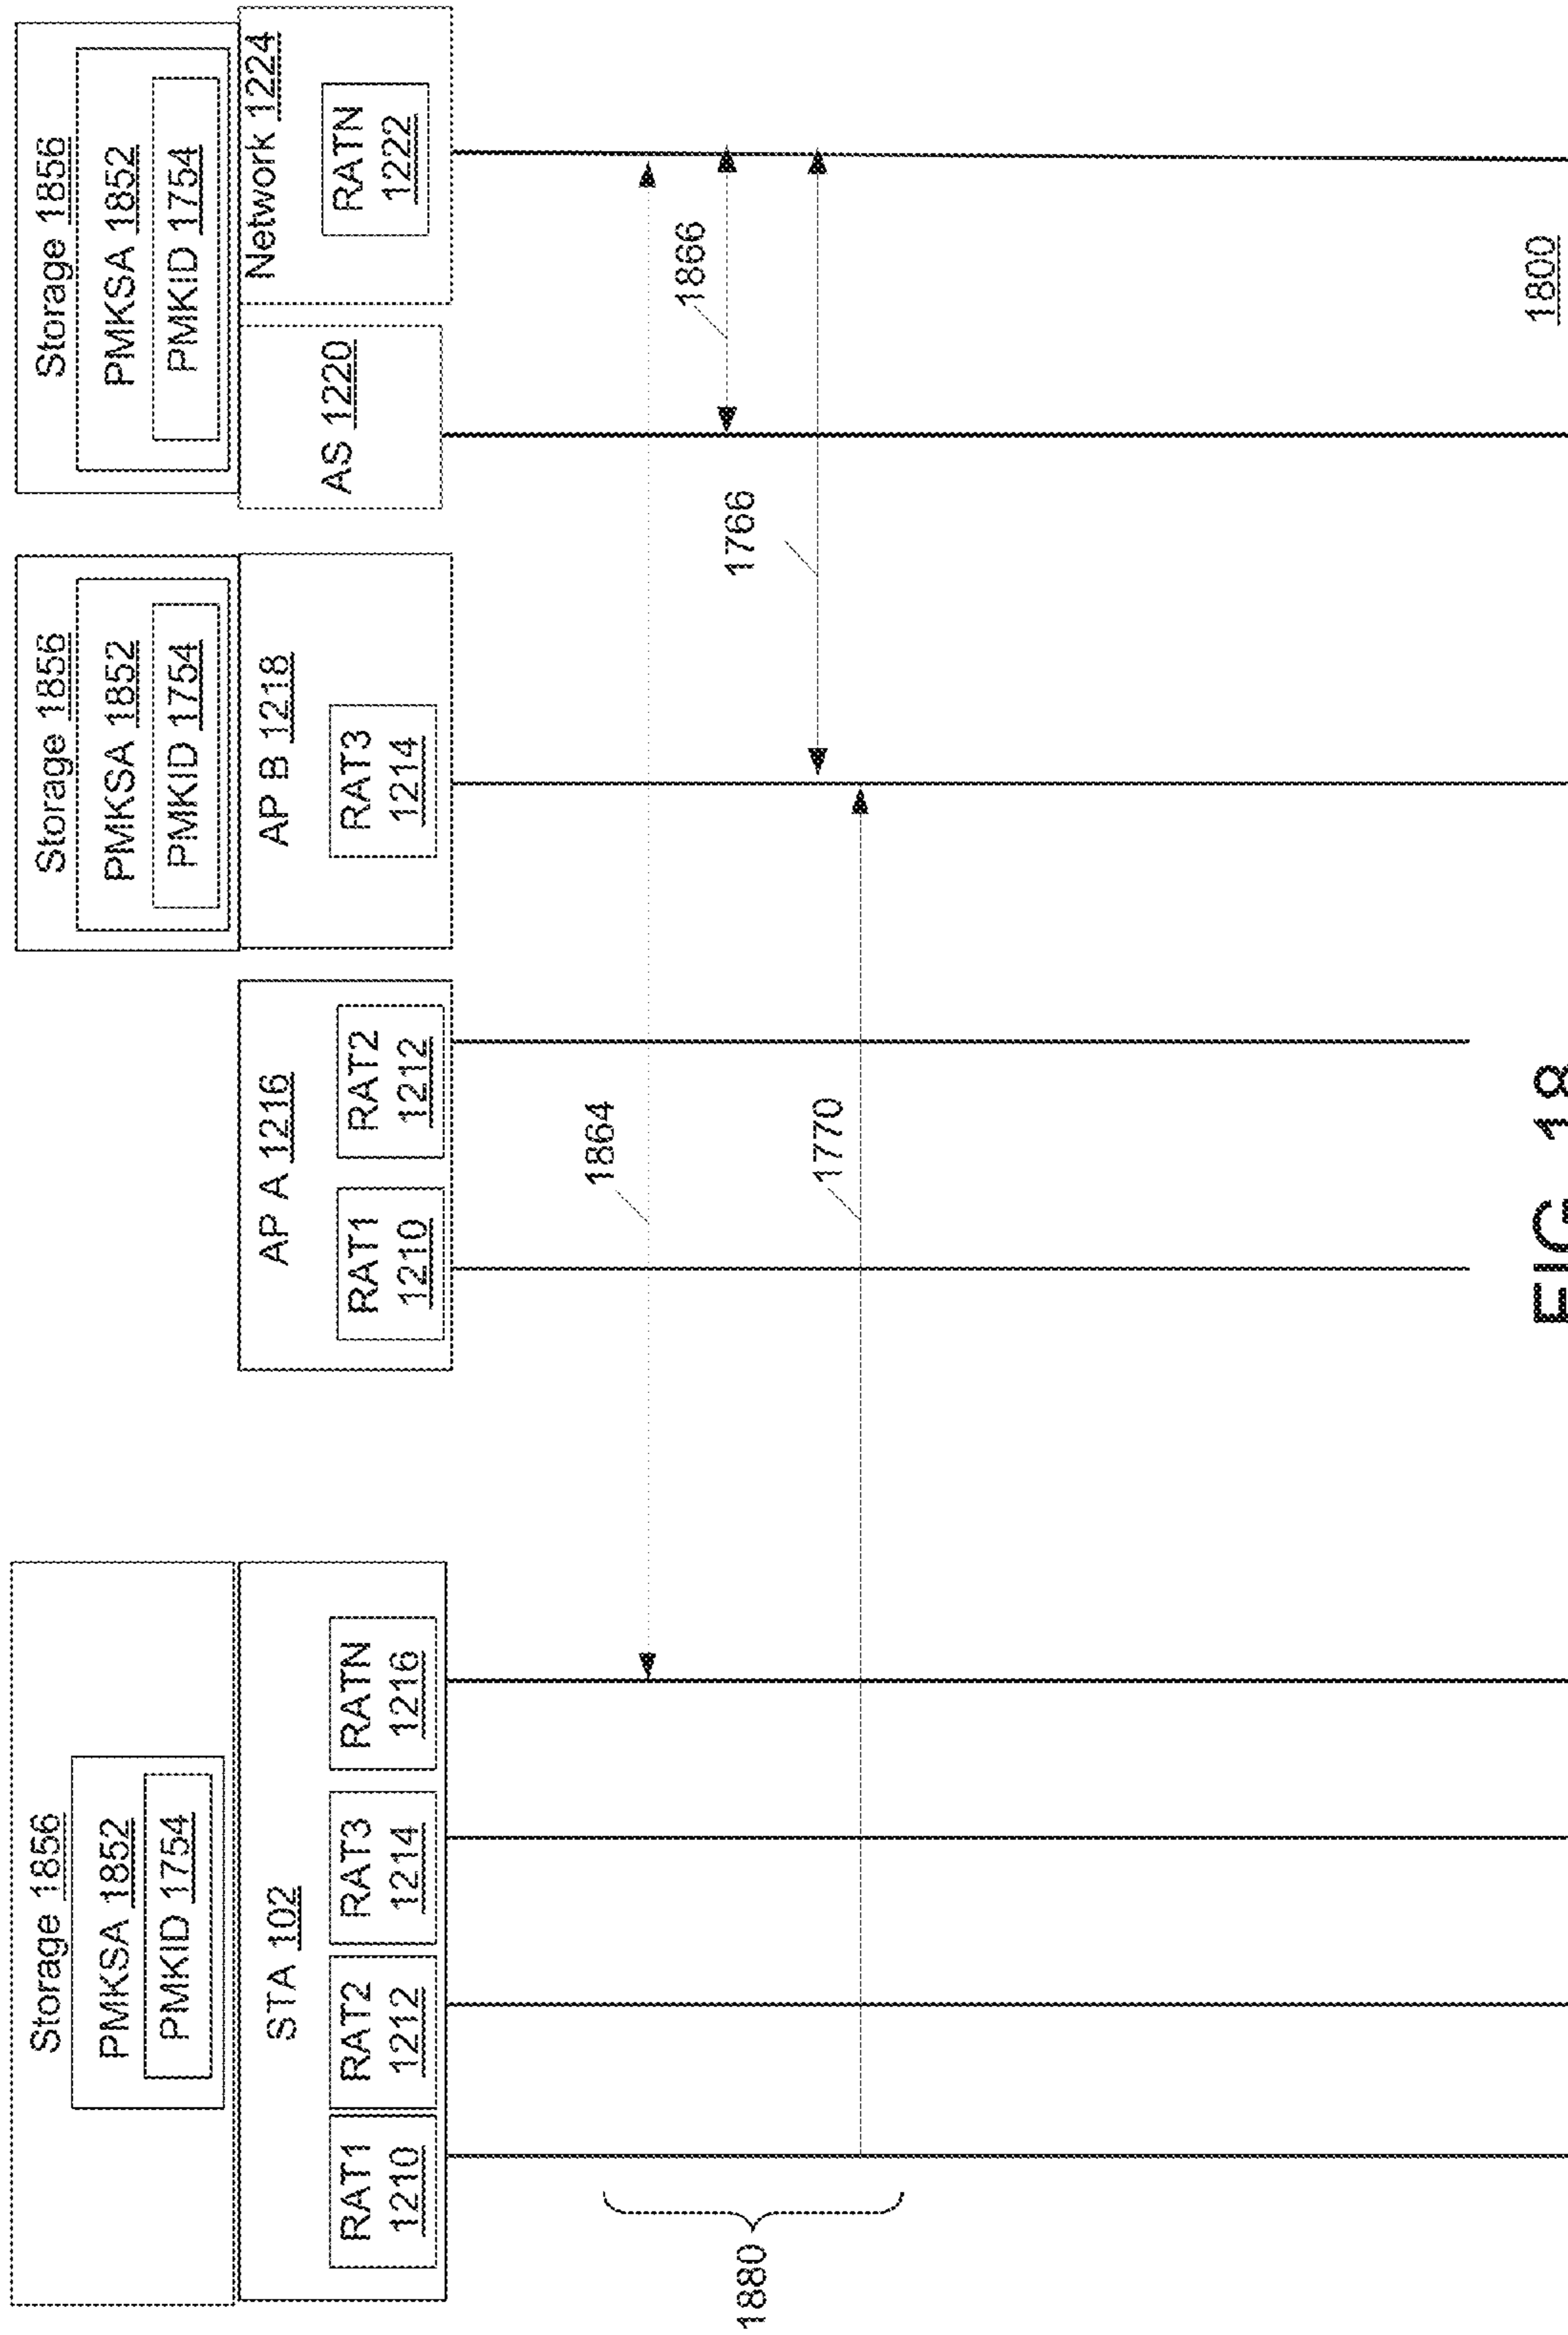 Storage 1856
PMKSA 1852
PMKID 1754
STA 102
RAT1
1210
RAT2
1212
RAT3
1214
RATN
1216
AP A 1216
RAT1
1210
RAT2
1212
Storage 1856
PMKSA 1852
PMKID 1754
AP B 1218
RAT3
1214
Storage 1856
PMKSA 1852
PMKID 1754
AS 1220
Network 1224
RATN
1222
1864
1866
1766
1770
1880
1800
FIG. 18